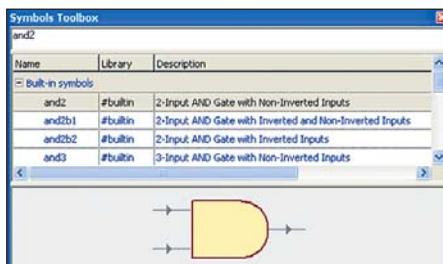 Symbols Toolbox
and2
Name Library Description
Built-in symbols
and2 #builtin 2-Input AND Gate with Non-Inverted Inputs
and2b1 #builtin 2-Input AND Gate with Inverted and Non-Inverted Inputs
and2b2 #builtin 2-Input AND Gate with Inverted Inputs
and3 #builtin 3-Input AND Gate with Non-Inverted Inputs